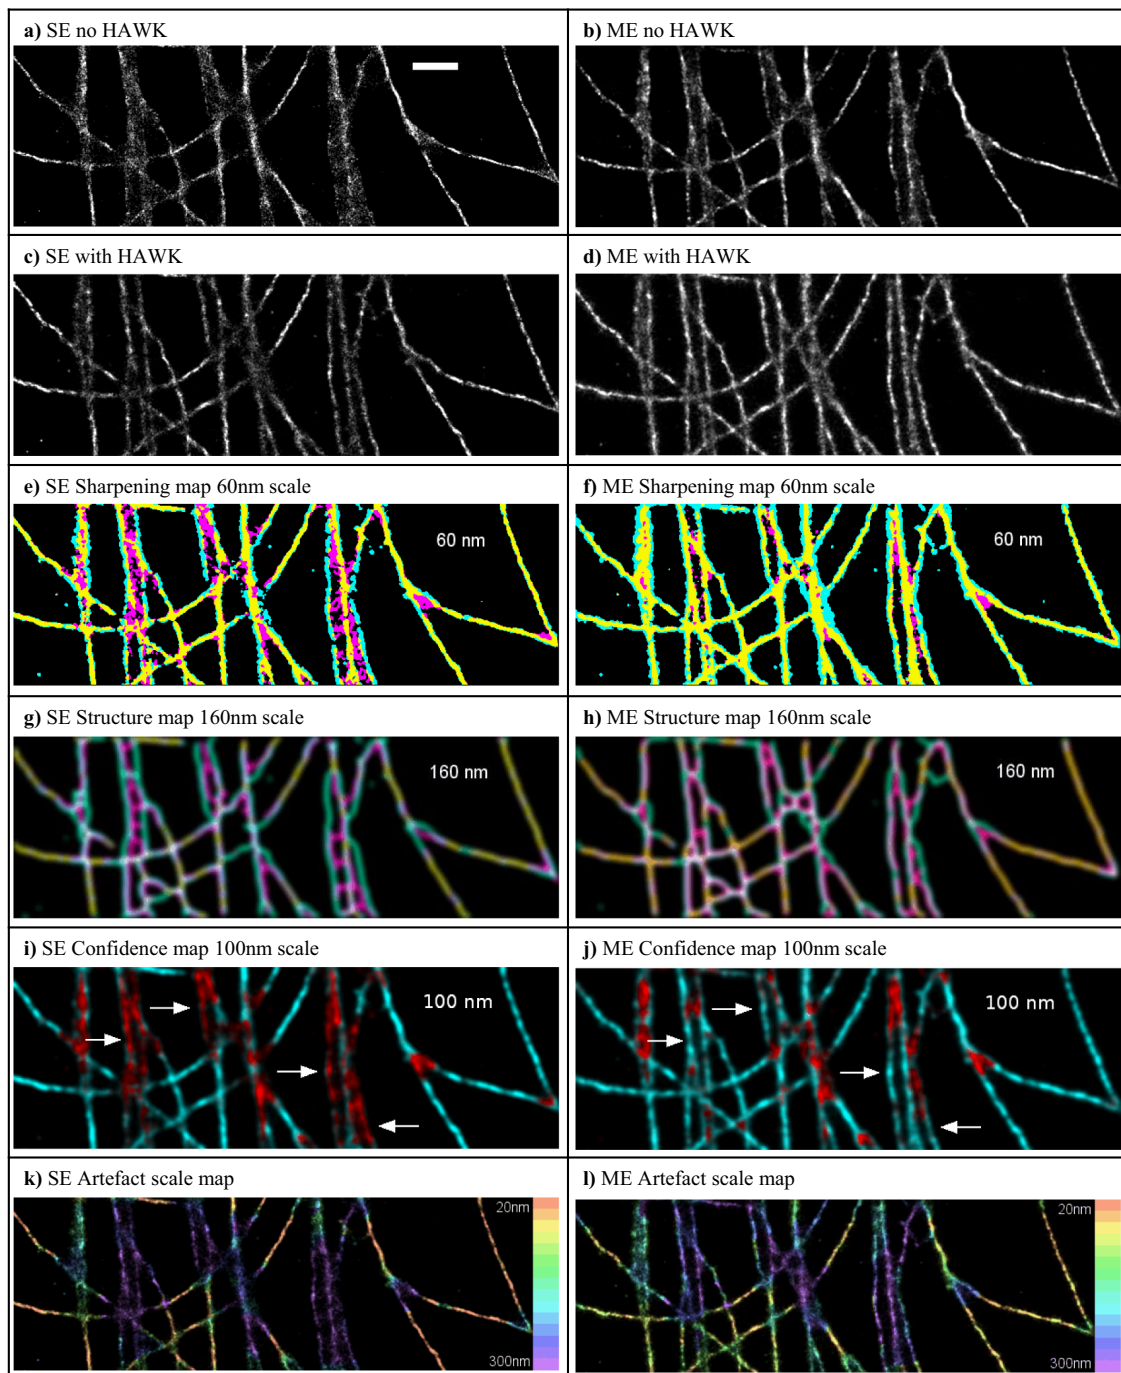 a) SE no HAWK
b) ME no HAWK
c) SE with HAWK
d) ME with HAWK
e) SE Sharpening map 60nm scale
f) ME Sharpening map 60nm scale
60 nm
60 nm
g) SE Structure map 160nm scale
h) ME Structure map 160nm scale
160 nm
160 nm
i) SE Confidence map 100nm scale
j) ME Confidence map 100nm scale
100 nm
100 nm
k) SE Artefact scale map
l) ME Artefact scale map
20nm
20nm
300nm
300nm